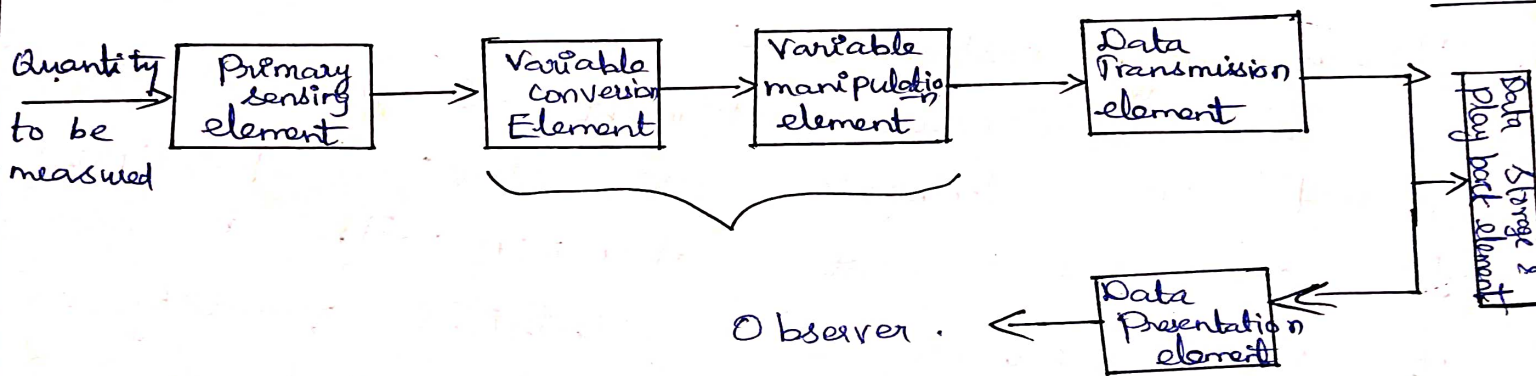 Quantity
to be
measured
Primary
sensing
element
Variable
conversion
Element
Variable
manipulatio
n
element
Data
Transmission
element
Data Storage &
play back element
Data
Presentation
element
Observer .